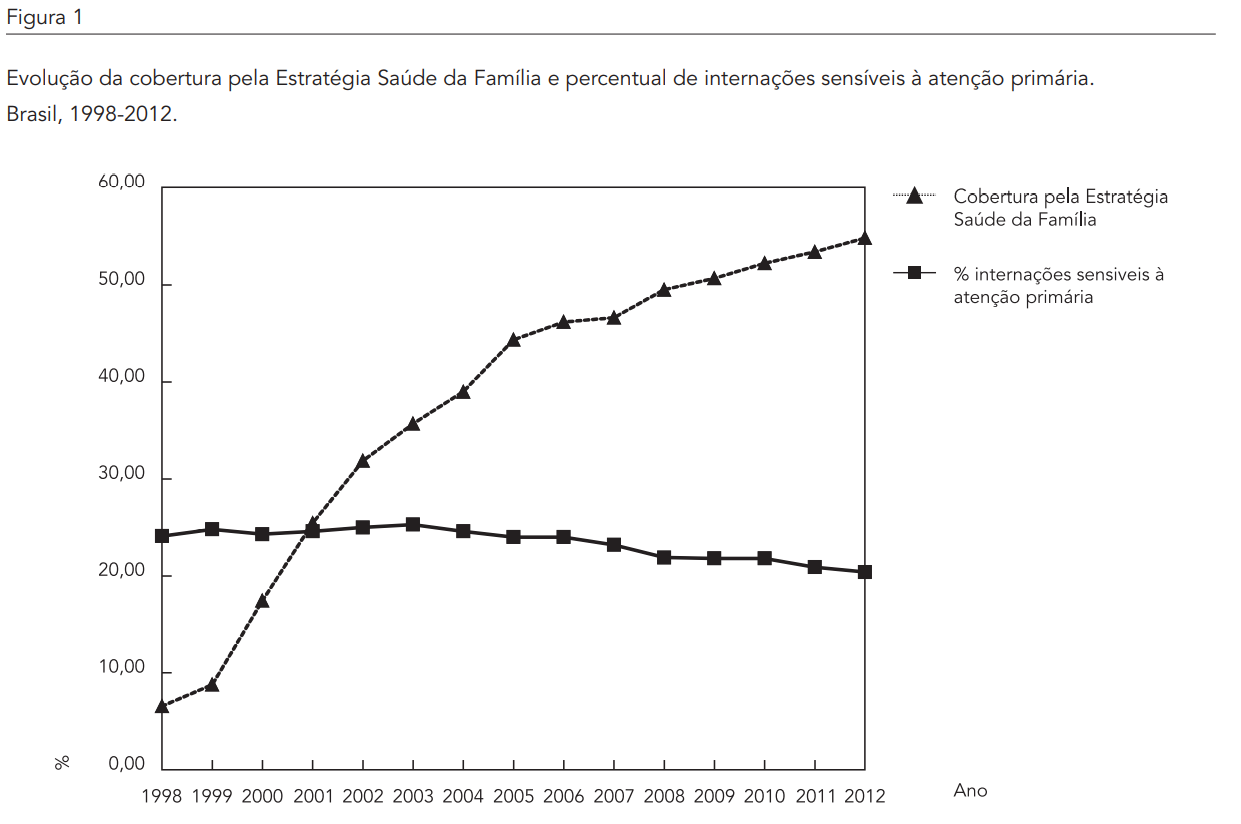 Figura 1
Evolução da cobertura pela Estratégia Saúde da Família e percentual de internações sensíveis à atenção primária.
Brasil, 1998-2012.
60,00
50,00
40,00
30,00
20,00
10,00
0,00
%
1998 1999 2000 2001 2002 2003 2004 2005 2006 2007 2008 2009 2010 2011 2012
Ano
Cobertura pela Estratégia
Saúde da Família
% internações sensiveis à
atenção primária